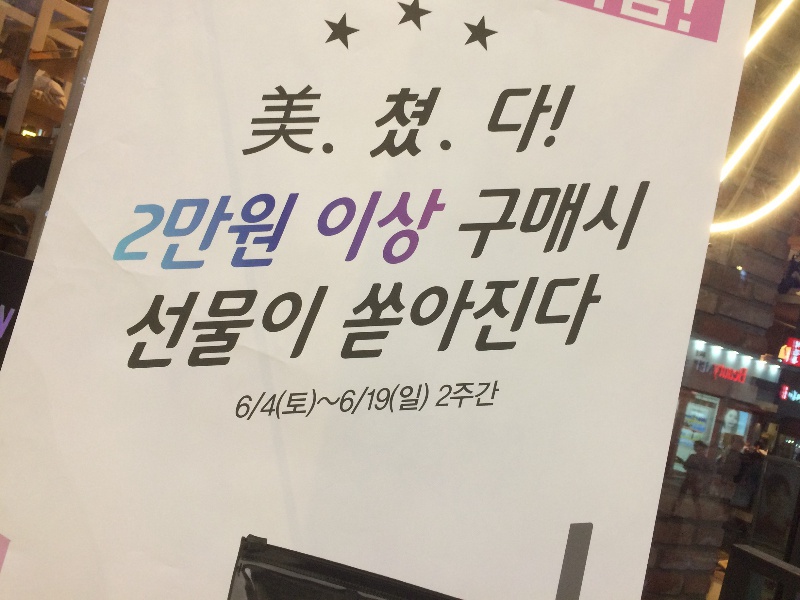 美. 쳤. 다!
2만원 이상 구매시
선물이 쏟아진다
6/4(토)~6/19(일) 2주간